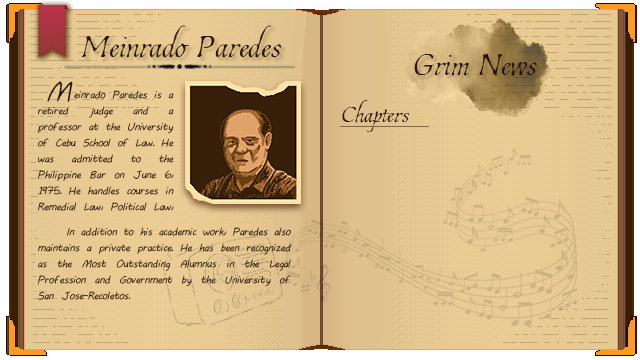 Meinrado Paredes
Meinrado Paredes is a
retired judge and a
professor at the University
of Cebu School of Law. He
was admitted to the
Philippine Bar on June 6,
1975. He handles courses in
Remedial Law, Political Law,
In addition to his academic work, Paredes also
maintains a private practice. He has been recognized
as the Most Outstanding Alumnus in the Legal
Profession and Government by the University of
San Jose-Recoletos.
Grim News
Chapters